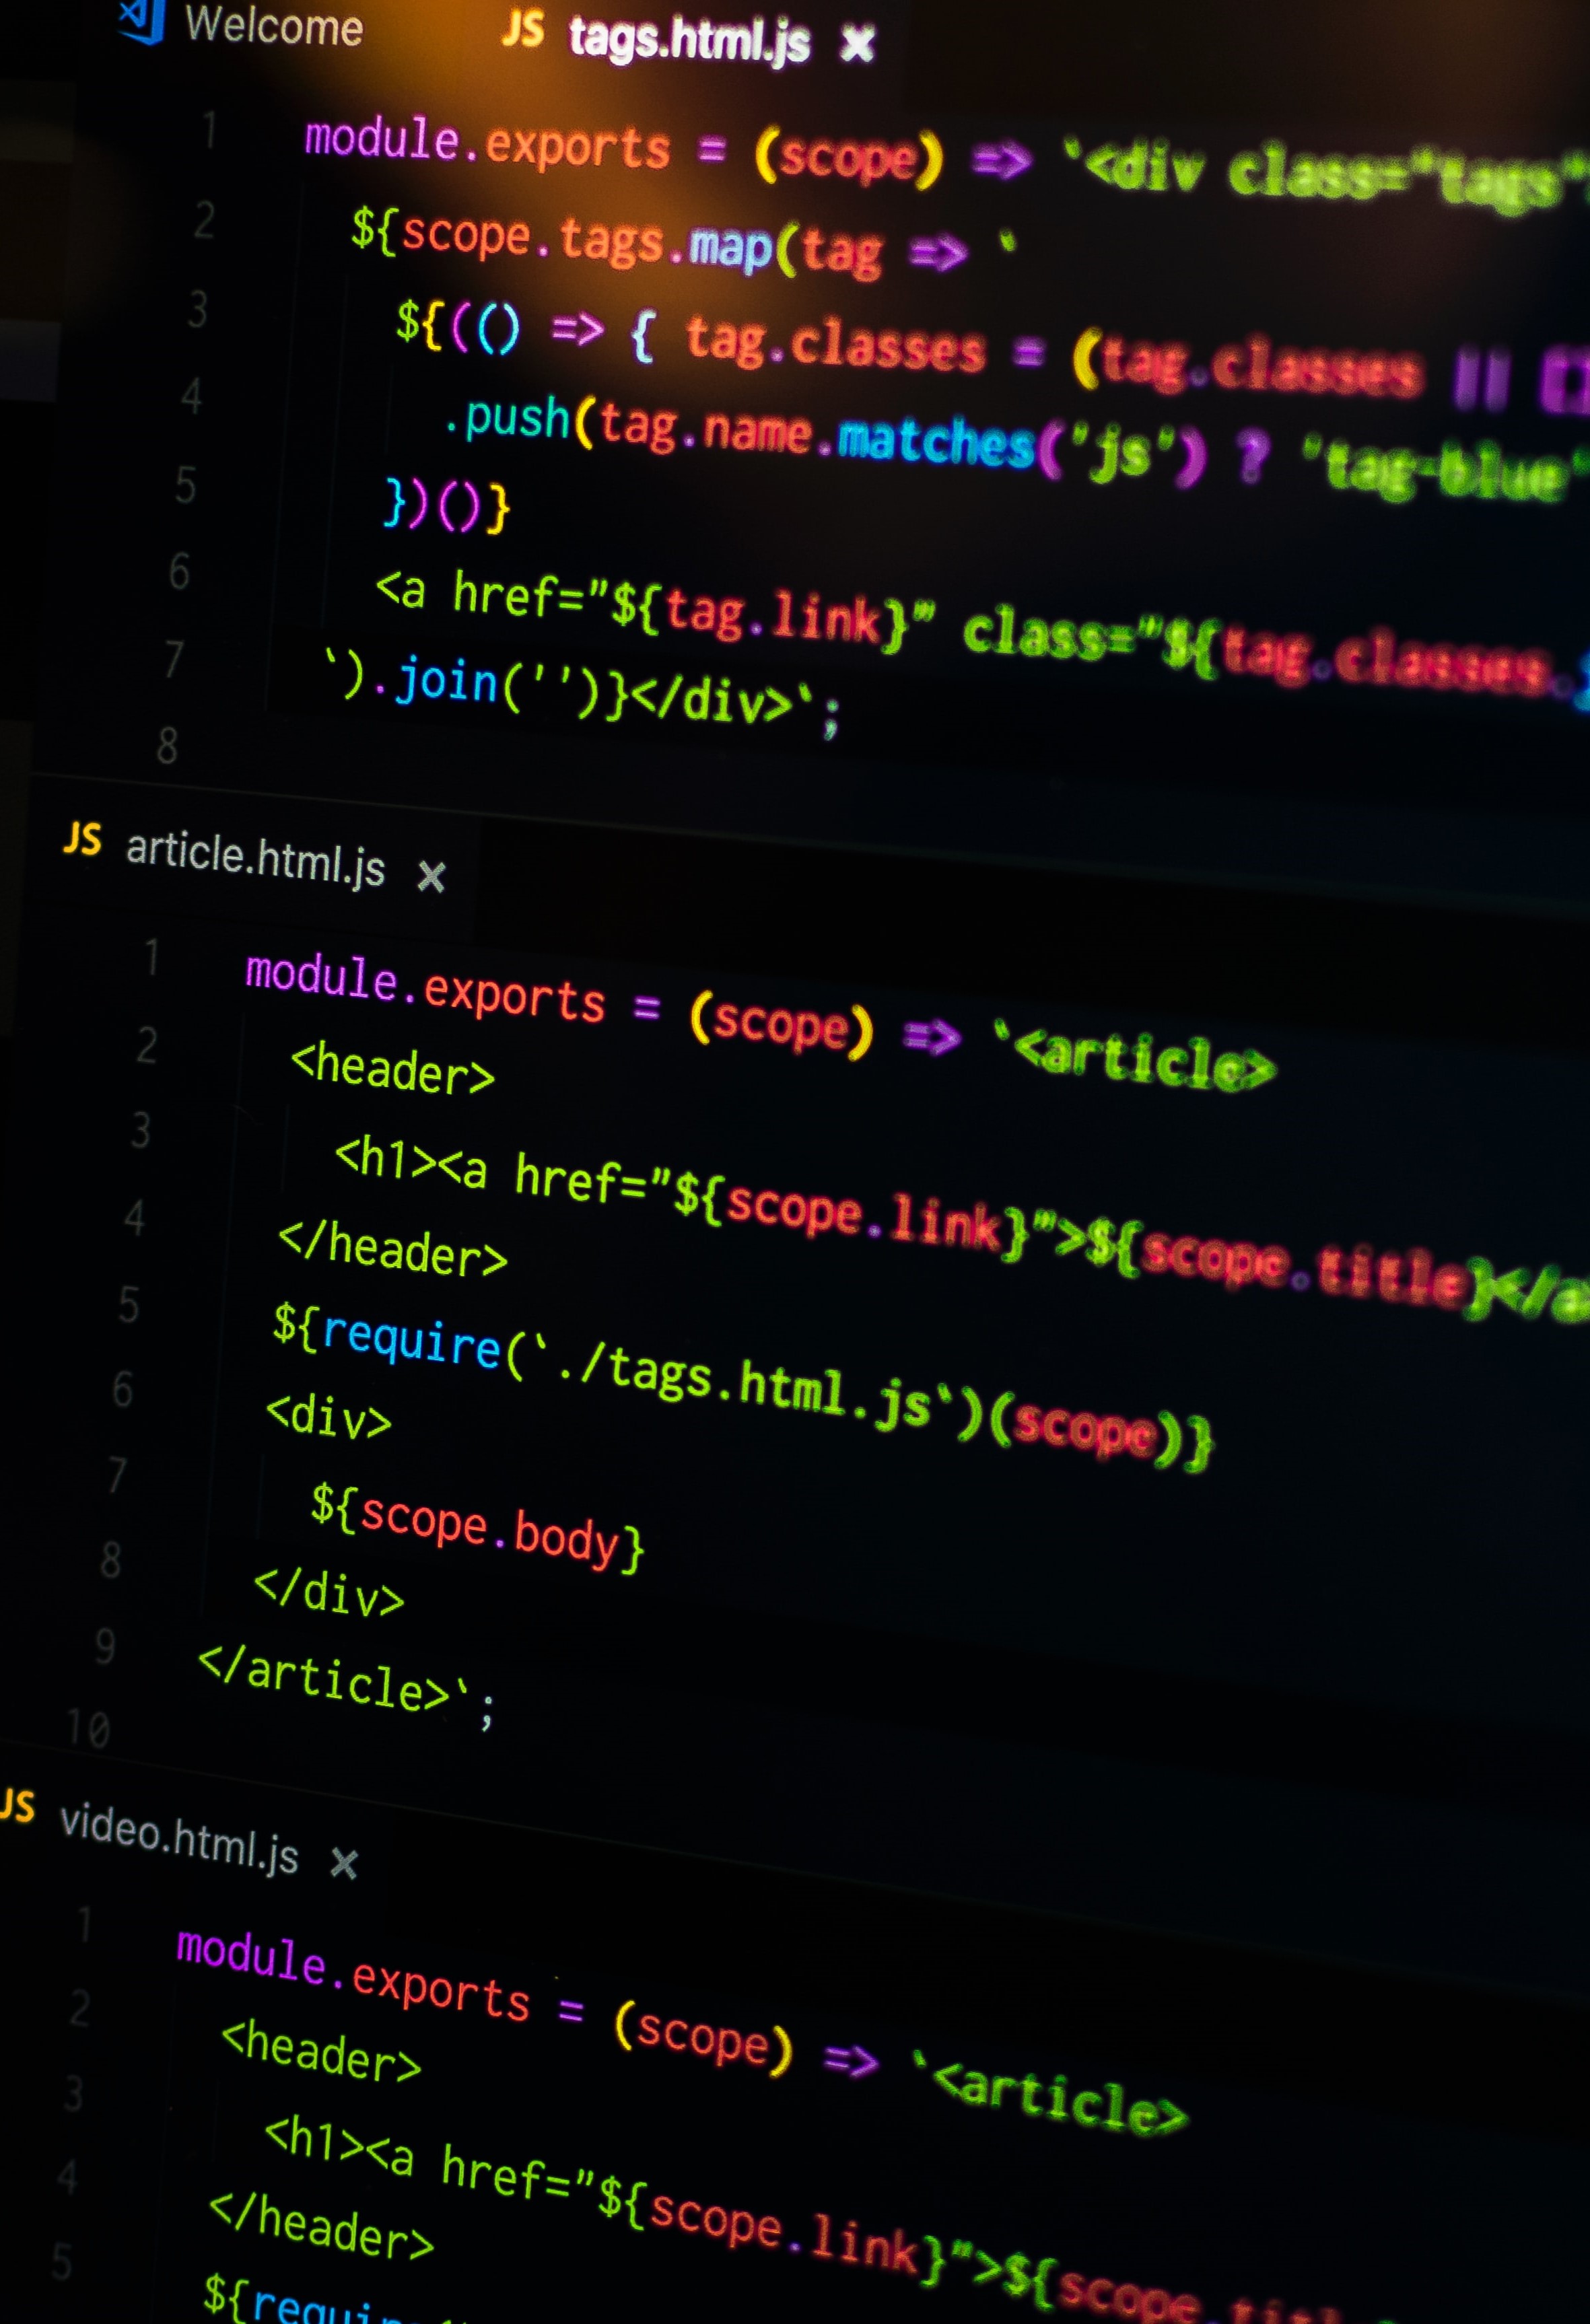 Welcome
JS tags.html.js ×
1 module.exports = (scope) => `<div class="tags"
2 ${scope.tags.map(tag => `
3 ${(() => { tag.classes = (tag.classes ||
4 .push(tag.name.matches('js') ? 'tag-blue'
5 })()}
6 <a href="${tag.link}" class="${tag.classes.
7 `).join('')}</div>`;
8
JS article.html.js ×
1 module.exports = (scope) => `<article>
2 <header>
3 <h1><a href="${scope.link}">${scope.title}</a
4 </header>
5 ${require(`./tags.html.js`)(scope)}
6 <div>
7 ${scope.body}
8 </div>
9 </article>`;
10
JS video.html.js ×
1 module.exports = (scope) => `<article>
2 <header>
3 <h1><a href="${scope.link}">${scope.
4 </header>
5 ${